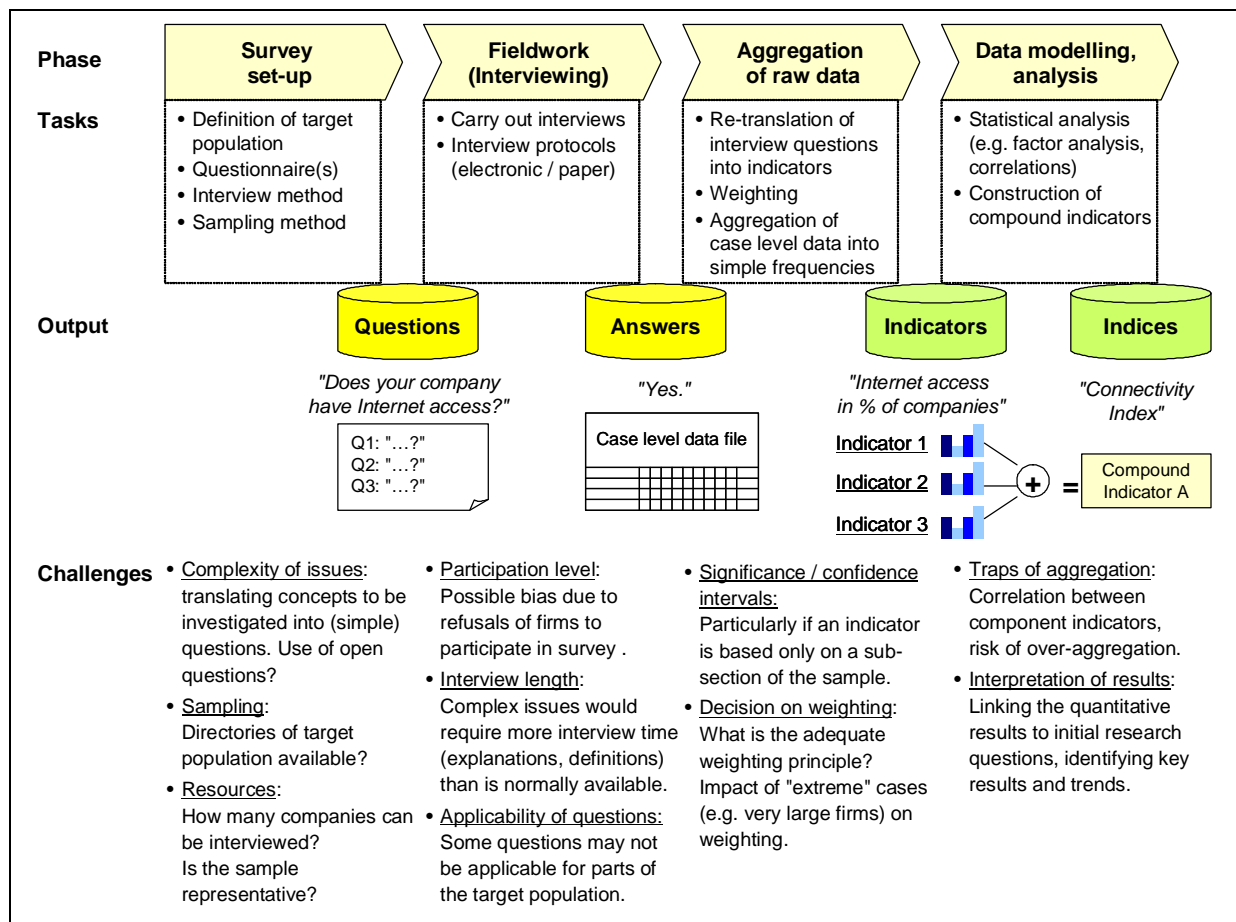 Phase
Survey
set-up
Fieldwork
(Interviewing)
Aggregation
of raw data
Data modelling,
analysis
Tasks
• Definition of target
population
• Questionnaire(s)
• Interview method
• Sampling method
• Carry out interviews
• Interview protocols
(electronic / paper)
• Re-translation of
interview questions
into indicators
• Weighting
• Aggregation of
case level data into
simple frequencies
• Statistical analysis
(e.g. factor analysis,
correlations)
• Construction of
compound indicators
Output
Questions
Answers
Indicators
Indices
"Does your company
have Internet access?"
Q1: "...?"
Q2: "...?"
Q3: "...?"
"Yes."
Case level data file
"Internet access
in % of companies"
Indicator 1
Indicator 2
Indicator 3
+
=
"Connectivity
Index"
Compound
Indicator A
Challenges
• Complexity of issues:
translating concepts to be
investigated into (simple)
questions. Use of open
questions?
• Sampling:
Directories of target
population available?
• Resources:
How many companies can
be interviewed?
Is the sample
representative?
• Participation level:
Possible bias due to
refusals of firms to
participate in survey .
• Interview length:
Complex issues would
require more interview time
(explanations, definitions)
than is normally available.
• Applicability of questions:
Some questions may not
be applicable for parts of
the target population.
• Significance / confidence
intervals:
Particularly if an indicator
is based only on a sub-
section of the sample.
• Decision on weighting:
What is the adequate
weighting principle?
Impact of "extreme" cases
(e.g. very large firms) on
weighting.
• Traps of aggregation:
Correlation between
component indicators,
risk of over-aggregation.
• Interpretation of results:
Linking the quantitative
results to initial research
questions, identifying key
results and trends.